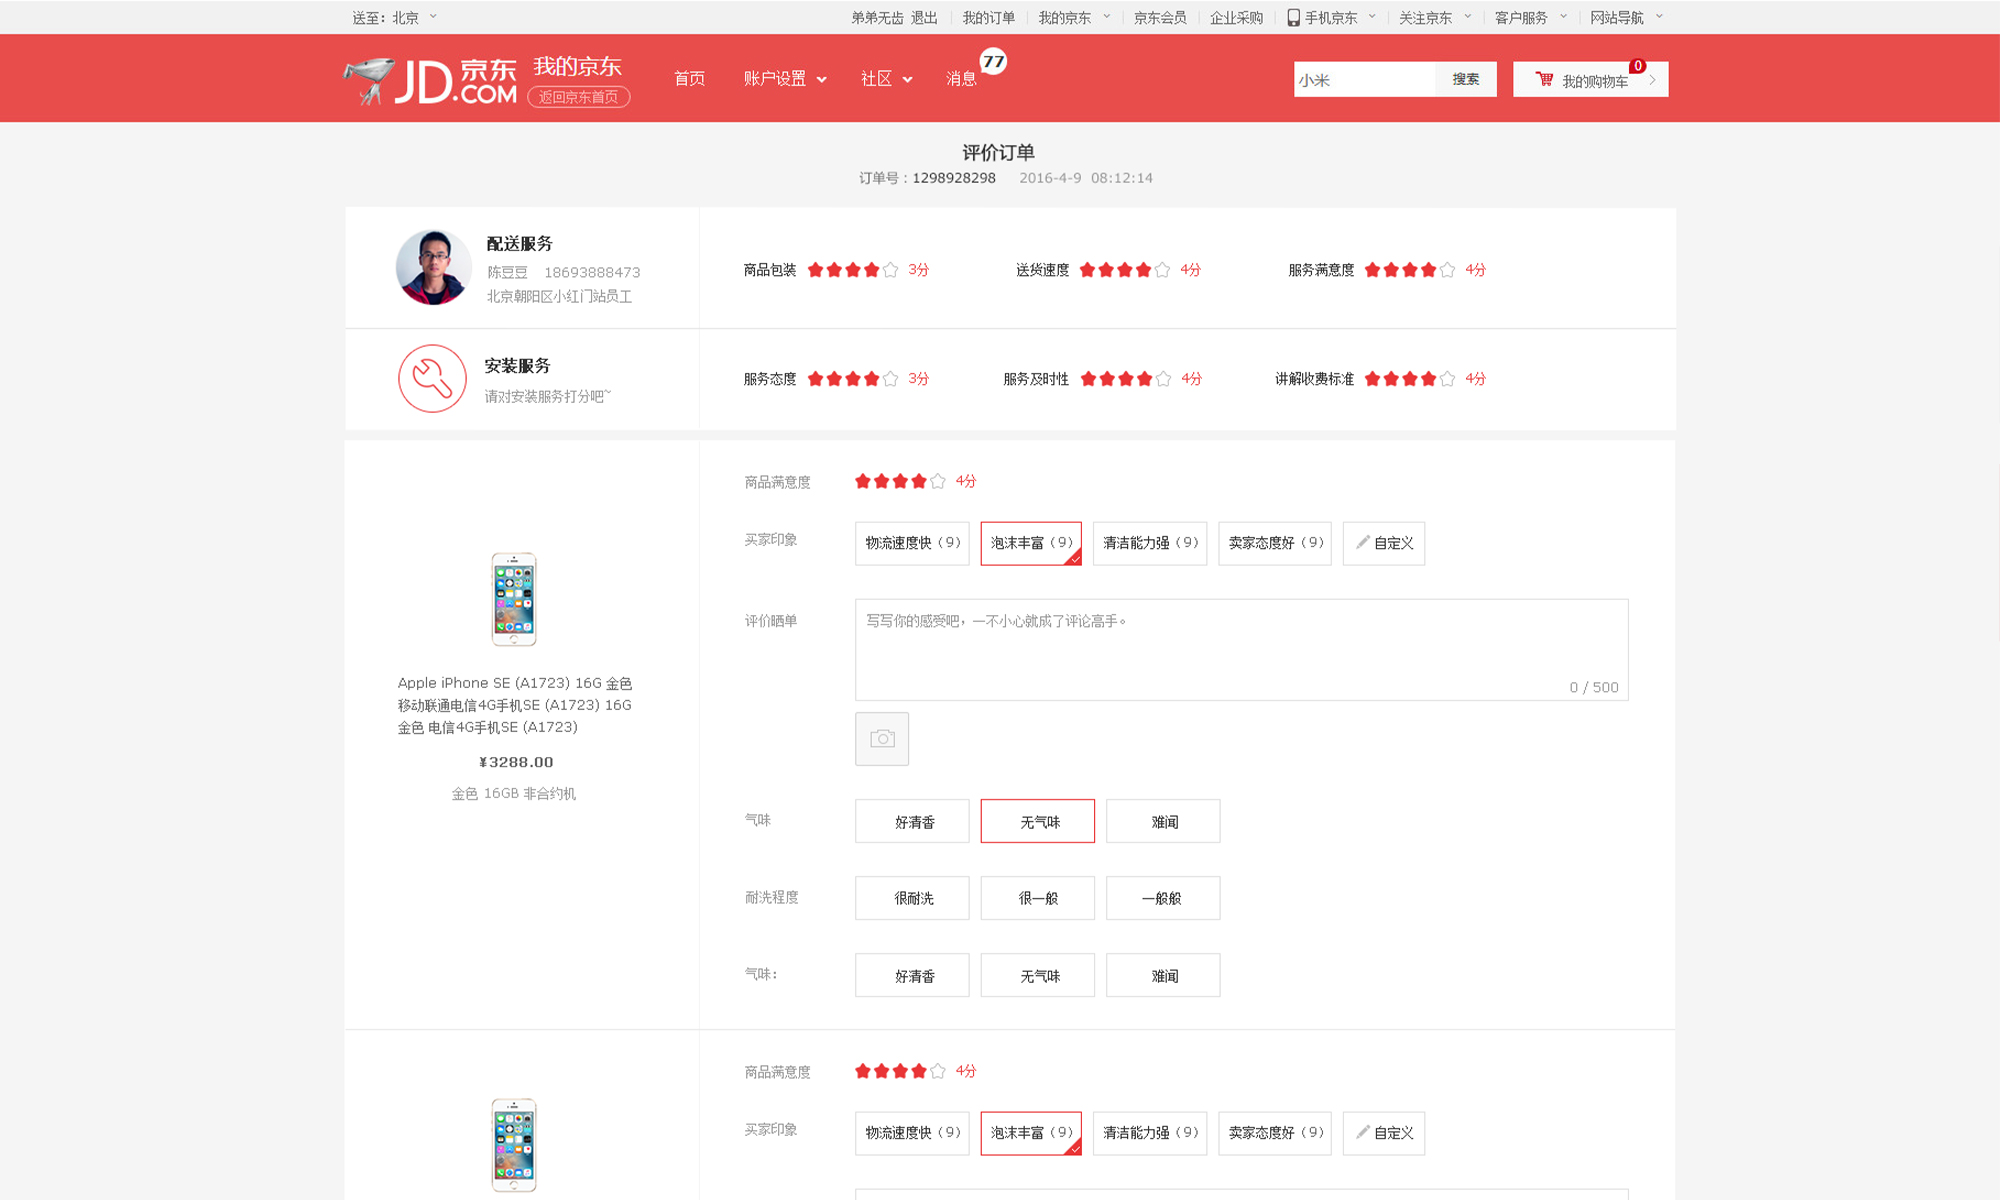 送至：北京
弟弟无齿 退出 我的订单 我的京东 京东会员 企业采购 手机京东 关注京东 客户服务 网站导航
JD.COM 京东
我的京东
返回京东首页
首页 账户设置 社区 消息 77
小米 搜索
我的购物车 0
评价订单
订单号：1298928298 2016-4-9 08:12:14
配送服务
陈豆豆 18693888473
北京朝阳区小红门站员工
商品包装 3分 送货速度 4分 服务满意度 4分
安装服务
请对安装服务打分吧~
服务态度 3分 服务及时性 4分 讲解收费标准 4分
Apple iPhone SE (A1723) 16G 金色
移动联通电信4G手机SE (A1723) 16G
金色 电信4G手机SE (A1723)
¥3288.00
金色 16GB 非合约机
商品满意度 4分
买家印象 物流速度快（9） 泡沫丰富（9） 清洁能力强（9） 卖家态度好（9） 自定义
评价晒单 写写你的感受吧，一不小心就成了评论高手。
0 / 500
气味 好清香 无气味 难闻
耐洗程度 很耐洗 很一般 一般般
气味： 好清香 无气味 难闻
商品满意度 4分
买家印象 物流速度快（9） 泡沫丰富（9） 清洁能力强（9） 卖家态度好（9） 自定义